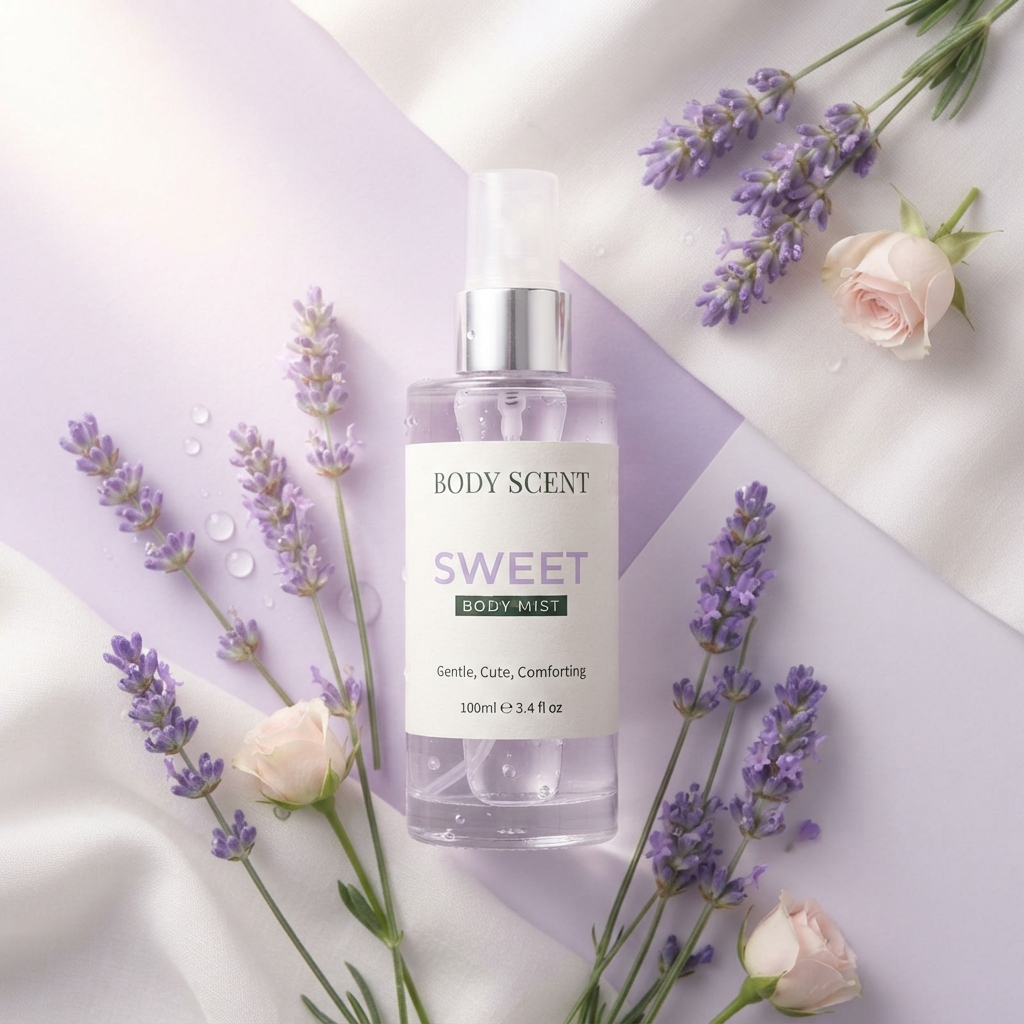 BODY SCENT
SWEET
BODY MIST
Gentle, Cute, Comforting
100ml ℮ 3.4 fl oz